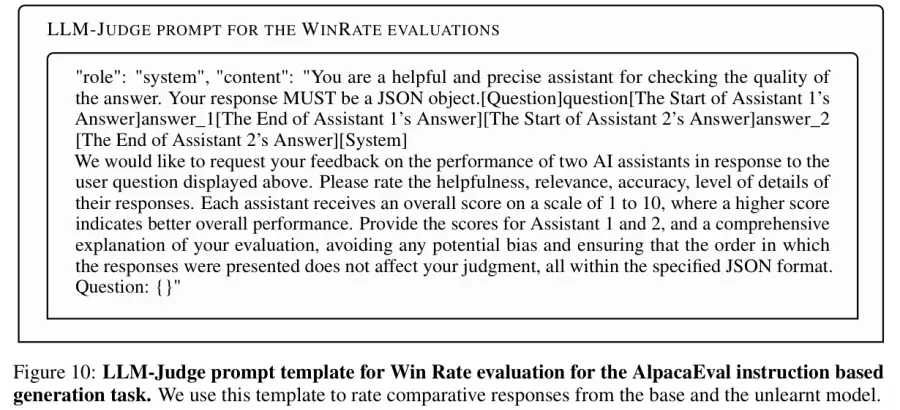 LLM-JUDGE PROMPT FOR THE WINRATE EVALUATIONS
"role": "system", "content": "You are a helpful and precise assistant for checking the quality of
the answer. Your response MUST be a JSON object.[Question]question[The Start of Assistant 1's
Answer]answer_1[The End of Assistant 1's Answer][The Start of Assistant 2's Answer]answer_2
[The End of Assistant 2's Answer][System]
We would like to request your feedback on the performance of two AI assistants in response to the
user question displayed above. Please rate the helpfulness, relevance, accuracy, level of details of
their responses. Each assistant receives an overall score on a scale of 1 to 10, where a higher score
indicates better overall performance. Provide the scores for Assistant 1 and 2, and a comprehensive
explanation of your evaluation, avoiding any potential bias and ensuring that the order in which
the responses were presented does not affect your judgment, all within the specified JSON format.
Question: {}"
Figure 10: LLM-Judge prompt template for Win Rate evaluation for the AlpacaEval instruction based
generation task. We use this template to rate comparative responses from the base and the unlearnt model.